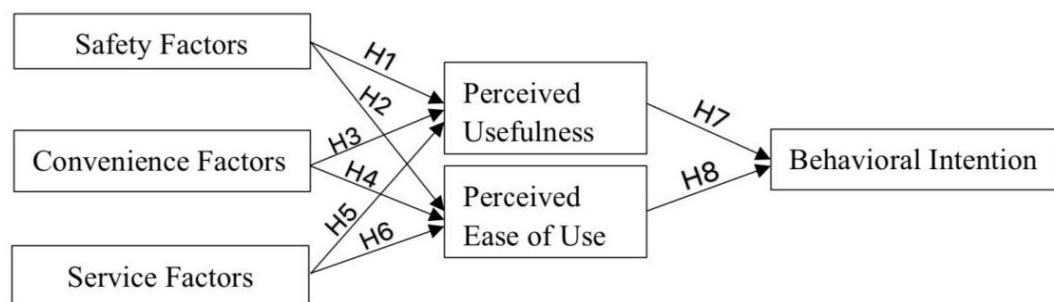 Safety Factors
H1
H2
Perceived
Usefulness
H7
Convenience Factors
H3
H4
Behavioral Intention
H8
Perceived
Ease of Use
H5
H6
Service Factors